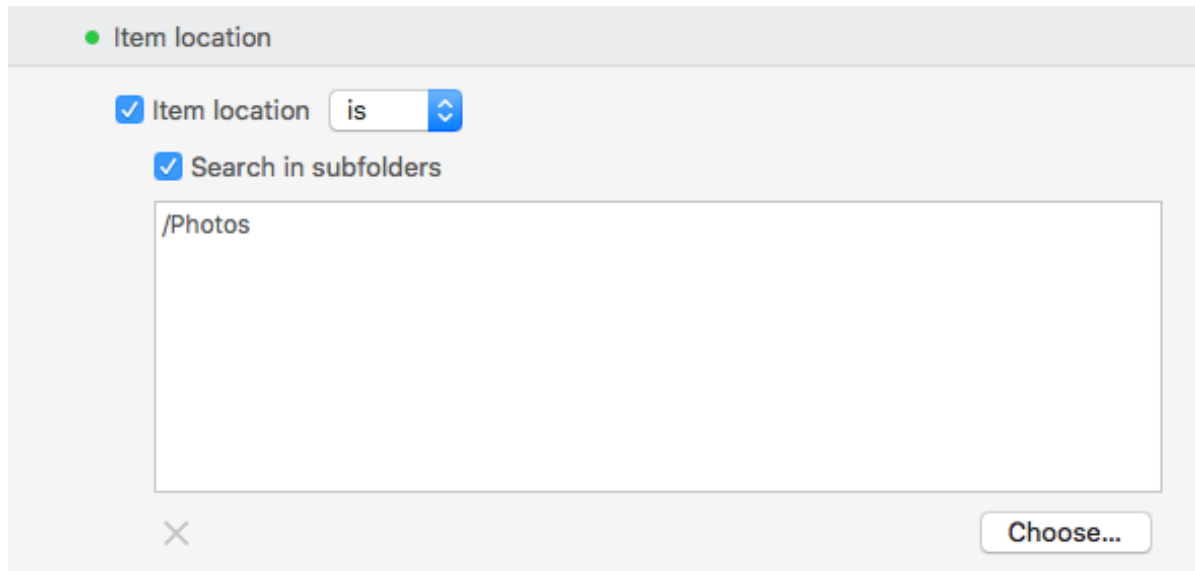 Item location
Item location is
Search in subfolders
/Photos
Choose...